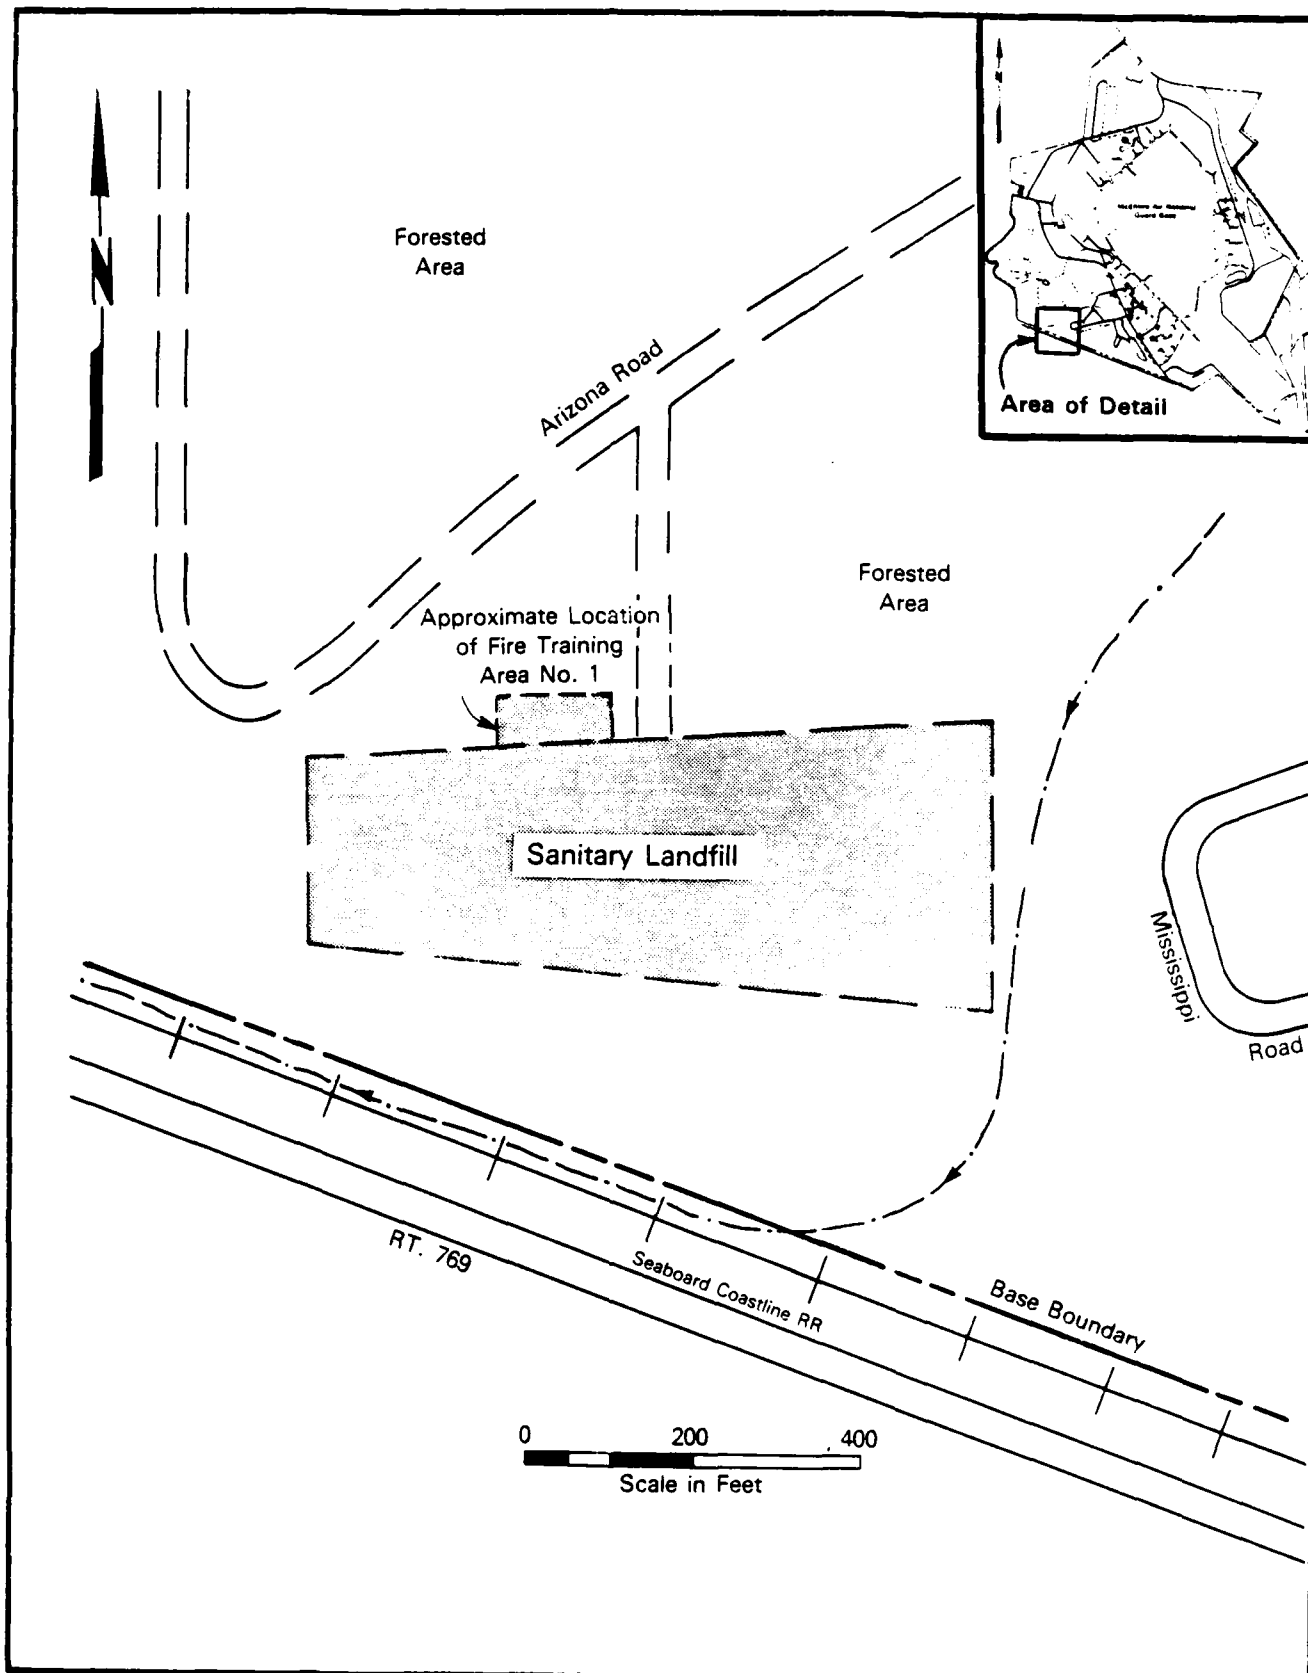 N
Forested
Area
Area of Detail
Arizona Road
Forested
Area
Approximate Location
of Fire Training
Area No. 1
Sanitary Landfill
Mississippi
Road
RT. 769
Seaboard Coastline RR
Base Boundary
0 200 400
Scale in Feet